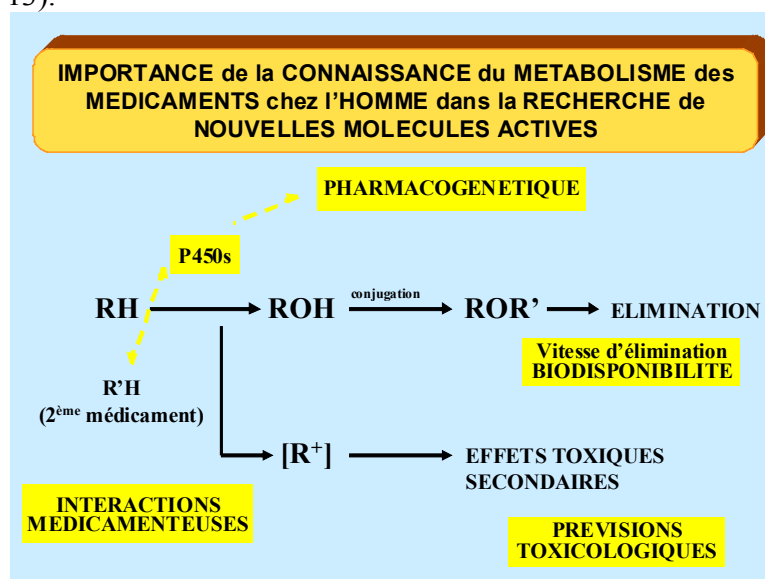 15).
IMPORTANCE de la CONNAISSANCE du METABOLISME des
MEDICAMENTS chez l'HOMME dans la RECHERCHE de
NOUVELLES MOLECULES ACTIVES
PHARMACOGENETIQUE
P450s
RH ROH conjugation ROR' ELIMINATION
Vitesse d'élimination
BIODISPONIBILITE
R'H
(2ème médicament)
[R+] EFFETS TOXIQUES
SECONDAIRES
INTERACTIONS
MEDICAMENTEUSES
PREVISIONS
TOXICOLOGIQUES